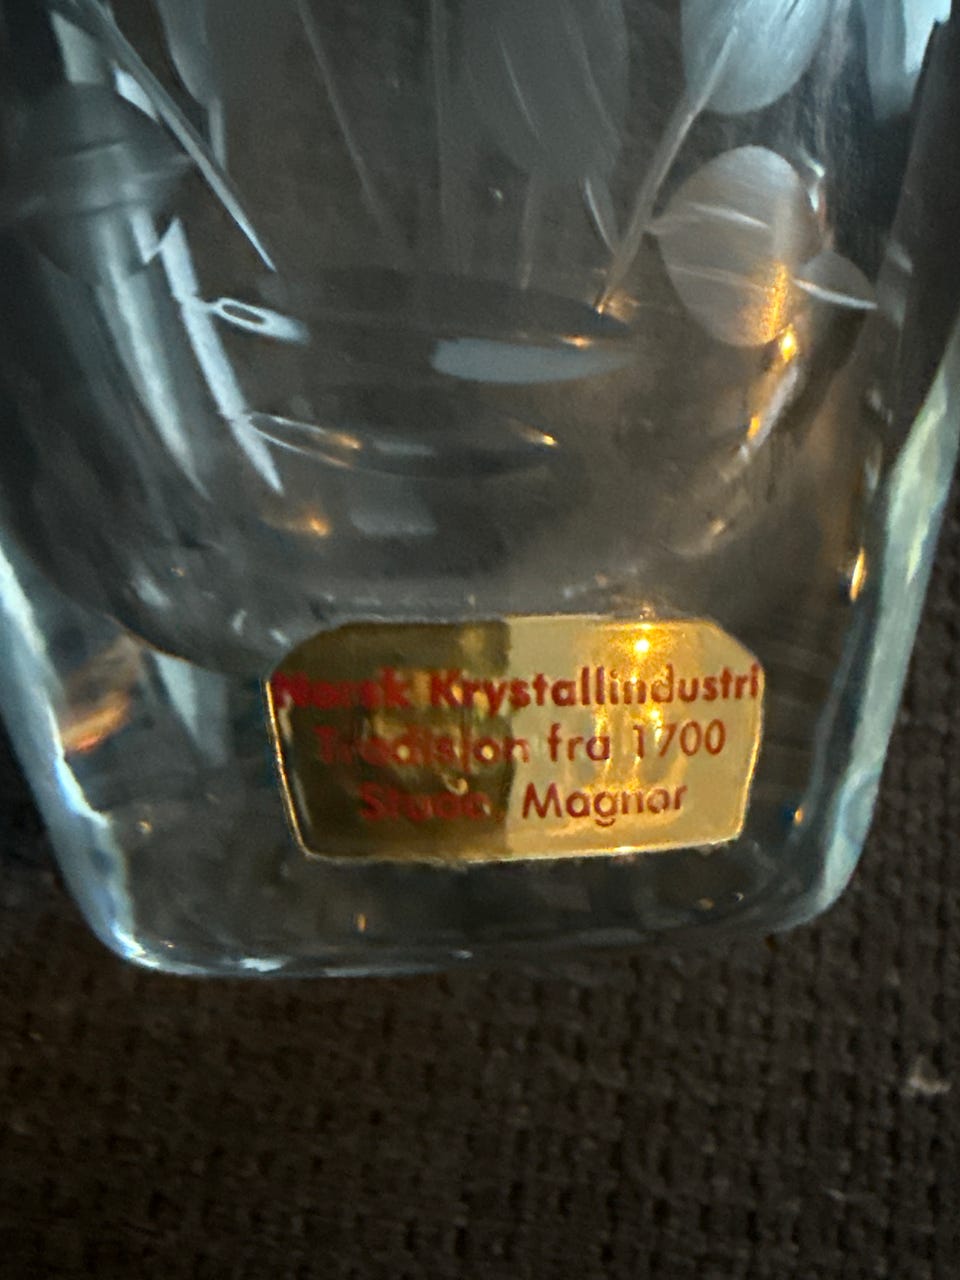 Norsk Krystallindustri
Tradisjon fra 1700
Magnor